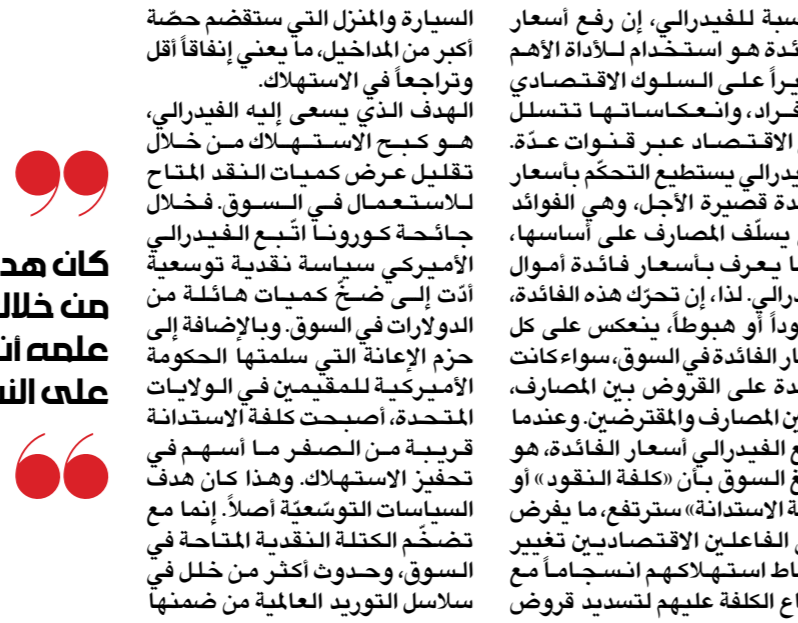 سبة للفيدرالي، إن رفع أسعار
ئدة هو استخدام لـلأداة الأهم
يراً على السلوك الاقتصادي
فراد، وانعكاساتها تتسلل
الاقتصاد عبر قنوات عدّة.
يدرالي يستطيع التحكّم بأسعار
دة قصيرة الأجل، وهي الفوائد
يسلّف المصارف على أساسها،
ا يعرف بأسعار فائدة أموال
درالي. لذا، إن تحرّك هذه الفائدة،
وداً أو هبوطاً، ينعكس على كل
ار الفائدة في السوق، سواء كانت
دة على القروض بين المصارف،
ين المصارف والمقترضين. وعندما
ع الفيدرالي أسعار الفائدة، هو
غ السوق بأن «كلفة النقود» أو
ة الاستدانة» سترتفع، ما يفرض
الفاعلين الاقتصاديين تغيير
اط استهلاكهم انسجاماً مع
اع الكلفة عليهم لتسديد قروض
السيارة والمنزل التي ستقضم حصّة
أكبر من المداخيل، ما يعني إنفاقاً أقل
وتراجعاً في الاستهلاك.
الهدف الذي يسعى إليه الفيدرالي،
هو كبح الاستهلاك من خلال
تقليل عرض كميات النقد المتاح
للاستعمال في السوق. فخلال
جائحة كورونا اتّبع الفيدرالي
الأميركي سياسة نقدية توسعية
أدّت إلى ضخّ كميات هائلة من
الدولارات في السوق. وبالإضافة إلى
حزم الإعانة التي سلمتها الحكومة
الأميركية للمقيمين في الولايات
المتحدة، أصبحت كلفة الاستدانة
قريبة من الصفر ما أسهم في
تحفيز الاستهلاك. وهذا كان هدف
السياسات التوسّعيّة أصلاً. إنما مع
تضخّم الكتلة النقدية المتاحة في
السوق، وحدوث أكثر من خلل في
سلاسل التوريد العالمية من ضمنها
كان هد
من خلال
علمه أن
على الن